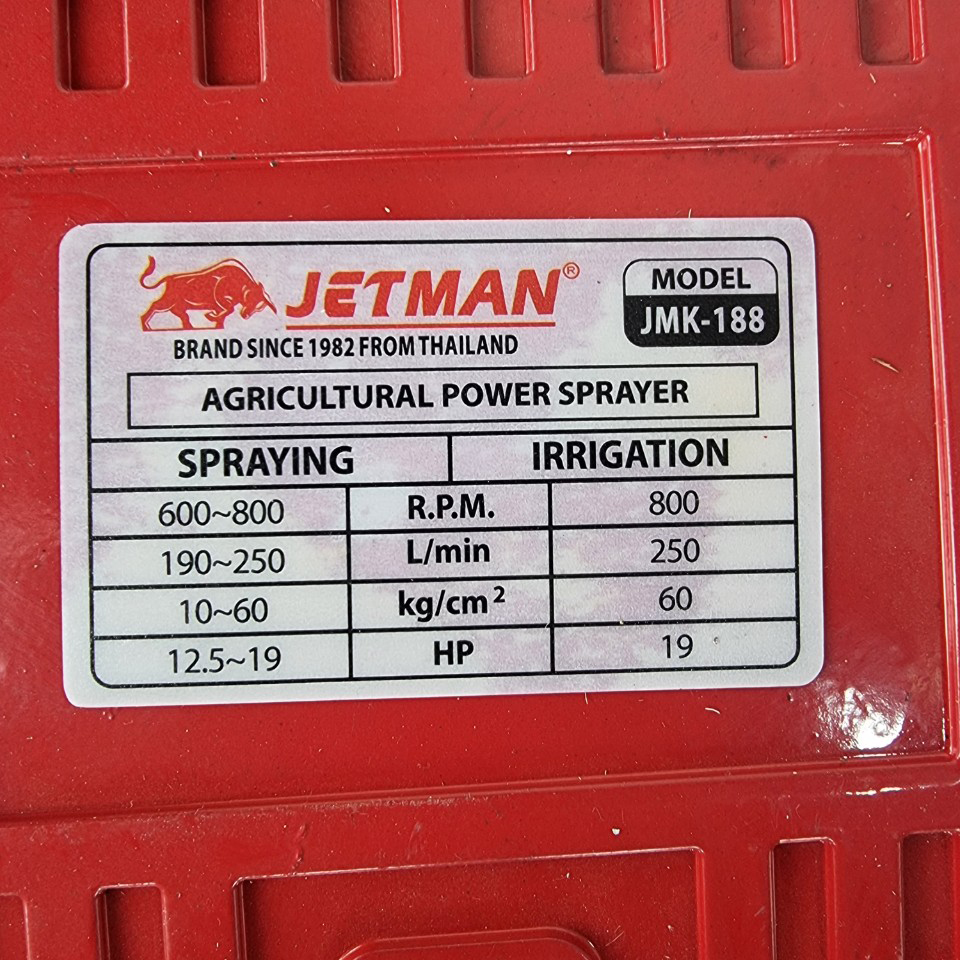 JETMAN®
BRAND SINCE 1982 FROM THAILAND
MODEL
JMK-188
AGRICULTURAL POWER SPRAYER
SPRAYING IRRIGATION
600~800 R.P.M. 800
190~250 L/min 250
10~60 kg/cm² 60
12.5~19 HP 19